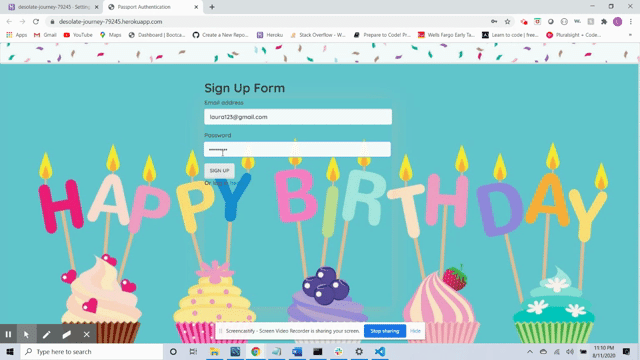 desolate-journey-79245 - Settin
Passport Authentication
desolate-journey-79245.herokuapp.com
Apps
Gmail
YouTube
Maps
Dashboard | Bootca...
Create a New Repo...
Heroku
Stack Overflow - W...
Prepare to Code! Pr...
Wells Fargo Early Ta...
Learn to code | free...
Pluralsight + Cod...
Sign Up Form
Email address
laura123@gmail.com
Password
SIGN UP
HAPPY BIRTHDAY
Screencastify - Screen Video Recorder is sharing your screen.
Stop sharing
Hide
Type here to search
11:10 PM
8/11/2020